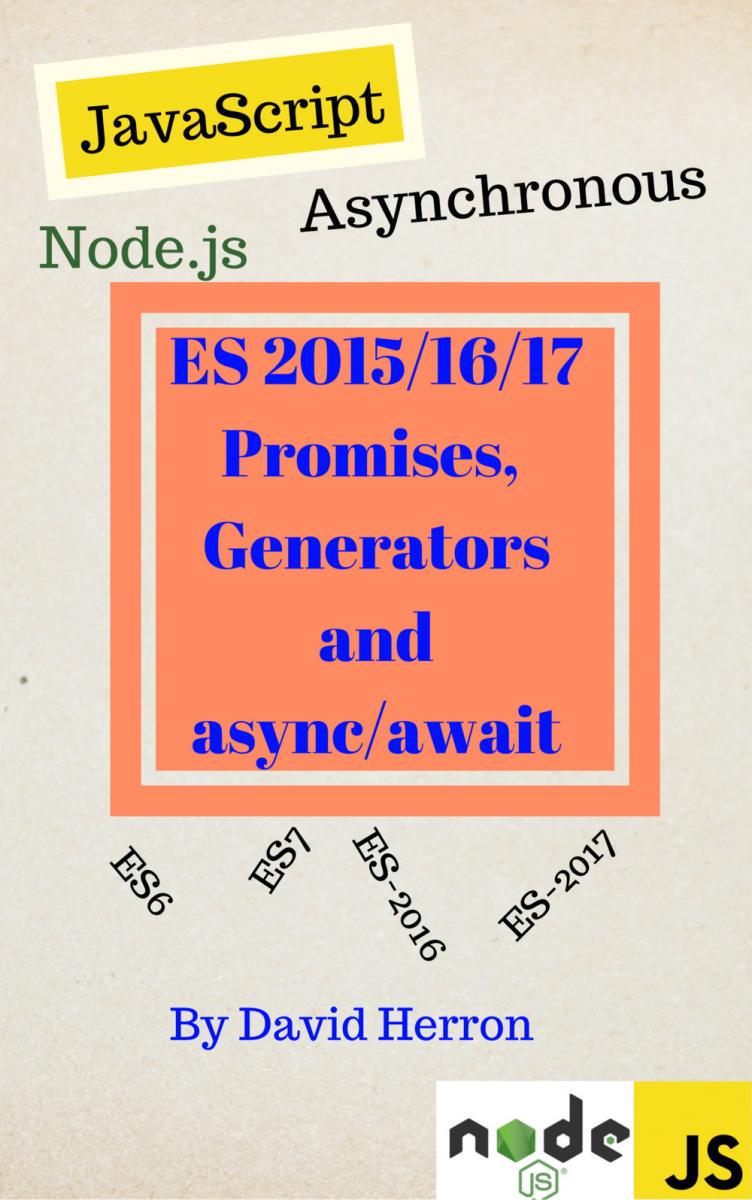 JavaScript
Asynchronous
Node.js
ES 2015/16/17
Promises,
Generators
and
async/await
ES6
ES7
ES-2016
ES-2017
By David Herron
node
JS®
JS